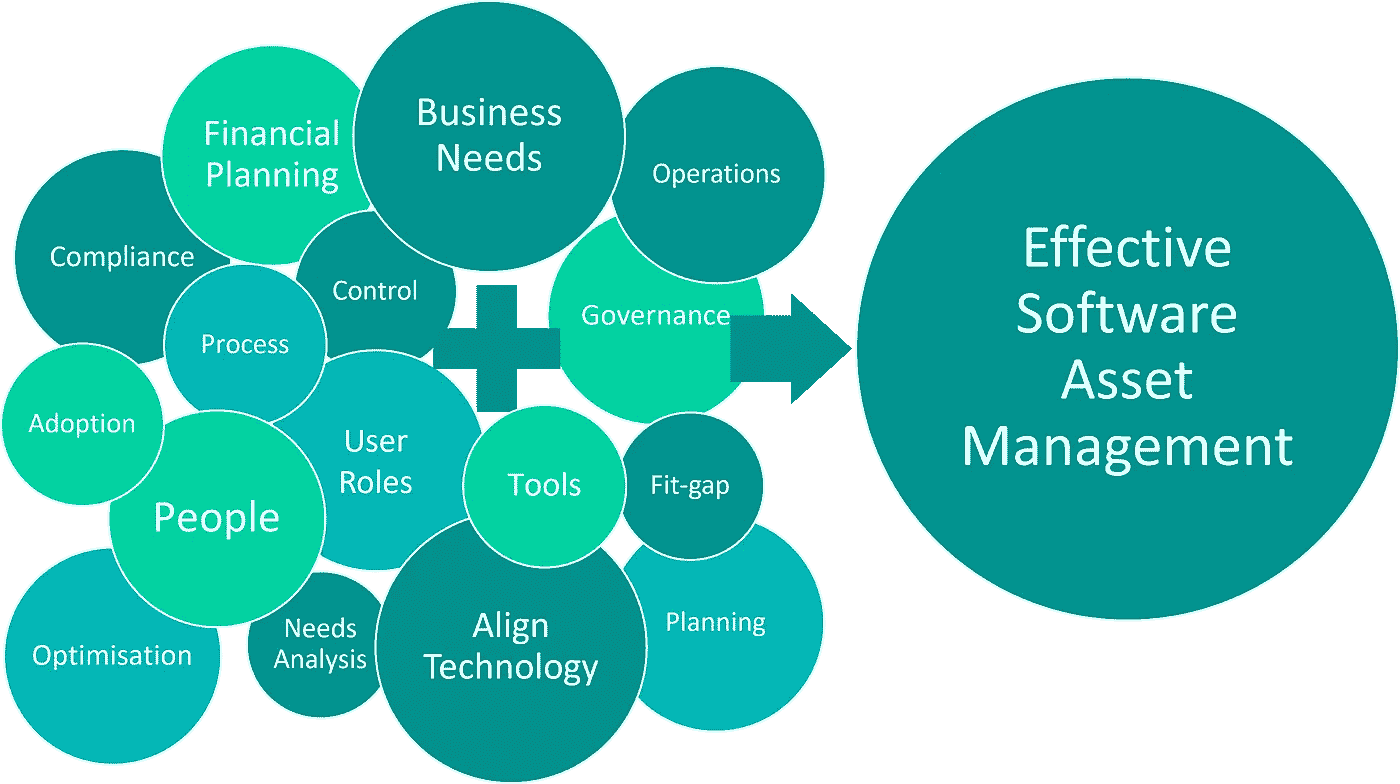 Financial
Planning
Business
Needs
Operations
Compliance
Control
Governance
Process
Adoption
User
Roles
Tools
Fit-gap
People
Needs
Analysis
Align
Technology
Planning
Optimisation
Effective
Software
Asset
Management